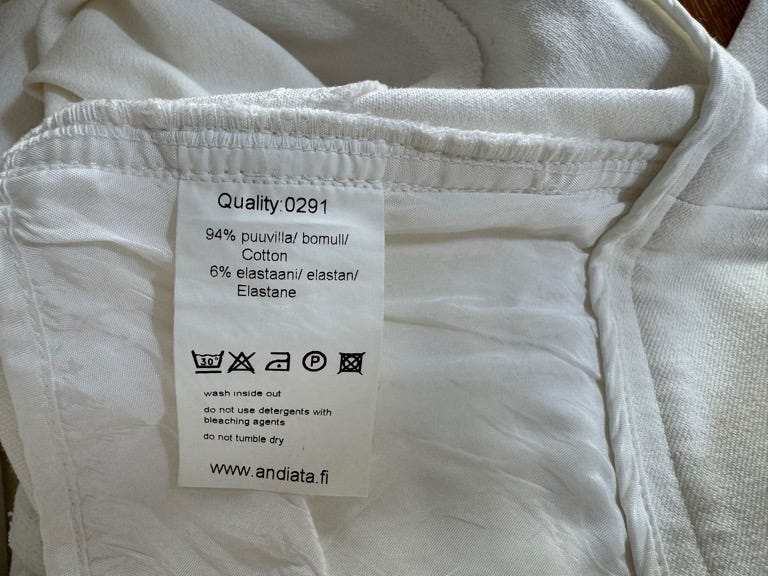 Quality:0291
94% puuvilla/ bomull/
Cotton
6% elastaani/ elastan/
Elastane
30°
P
wash inside out
do not use detergents with
bleaching agents
do not tumble dry
www.andiata.fi